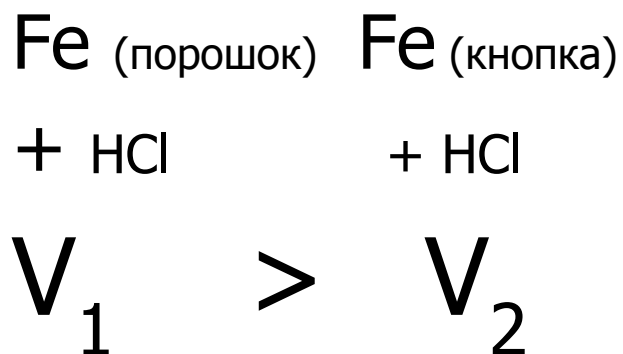 Fe (порошок) Fe (кнопка)
+ HCl + HCl
V₁ > V₂